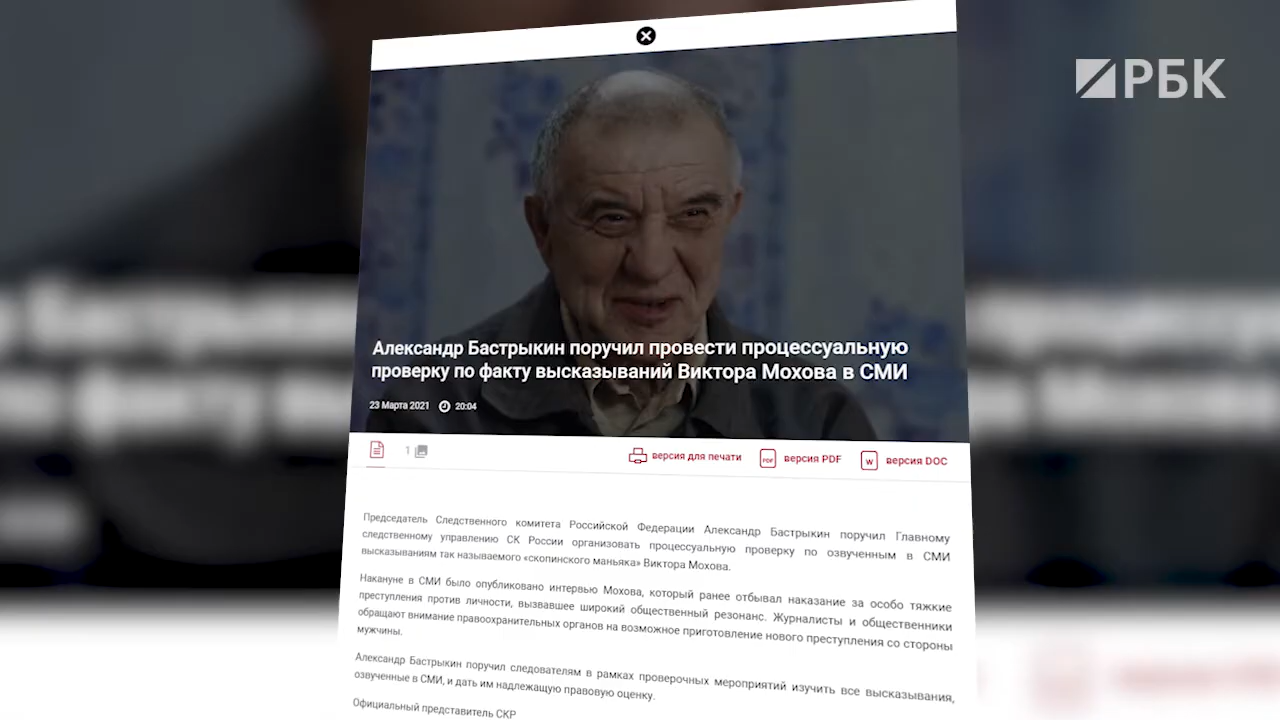 РБК
Александр Бастрыкин поручил провести процессуальную
проверку по факту высказываний Виктора Мохова в СМИ
23 Марта 2021 20:04
1
версия для печати
PDF
версия PDF
W
версия DOC
Председатель Следственного комитета Российской Федерации Александр Бастрыкин поручил Главному
следственному управлению СК России организовать процессуальную проверку по озвученным в СМИ
высказываниям так называемого «скопинского маньяка» Виктора Мохова.
Накануне в СМИ было опубликовано интервью Мохова, который ранее отбывал наказание за особо тяжкие
преступления против личности, вызвавшее широкий общественный резонанс. Журналисты и общественники
обращают внимание правоохранительных органов на возможное приготовление нового преступления со стороны
мужчины.
Александр Бастрыкин поручил следователям в рамках проверочных мероприятий изучить все высказывания,
озвученные в СМИ, и дать им надлежащую правовую оценку.
Официальный представитель СКР